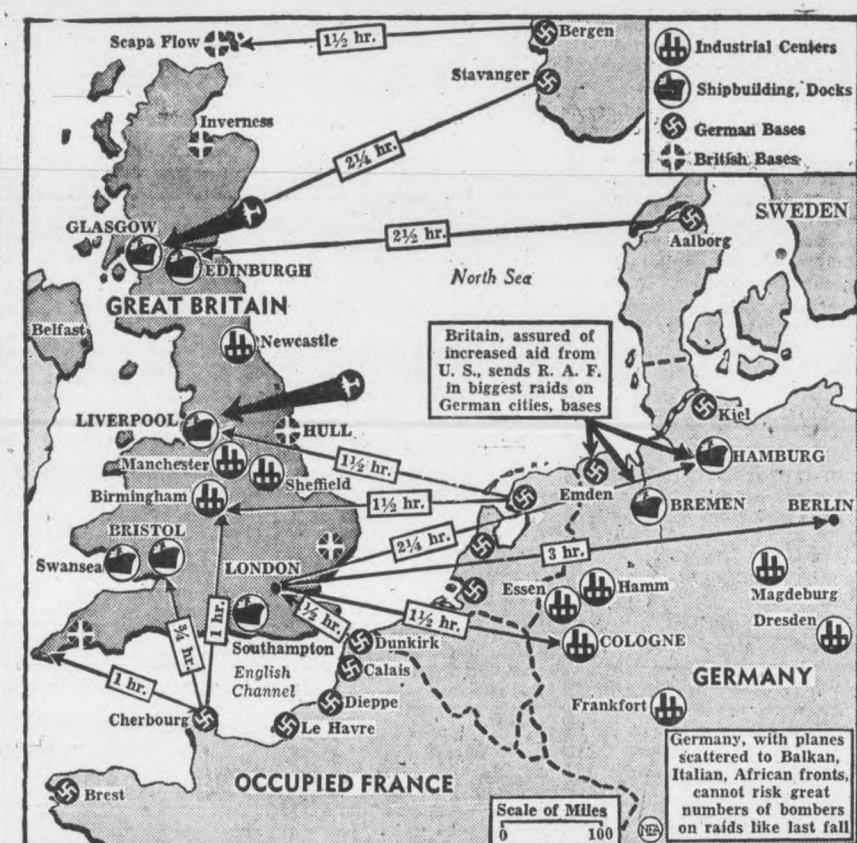 Scapa Flow
1½ hr.
Bergen
Stavanger
Inverness
2¼ hr.
Industrial Centers
Shipbuilding, Docks
German Bases
British Bases
GLASGOW
EDINBURGH
2½ hr.
Aalborg
SWEDEN
North Sea
GREAT BRITAIN
Belfast
Newcastle
Britain, assured of
increased aid from
U. S., sends R. A. F.
in biggest raids on
German cities, bases
Kiel
LIVERPOOL
HULL
HAMBURG
Manchester
Sheffield
1½ hr.
Emden
Birmingham
1½ hr.
BREMEN
BERLIN
BRISTOL
2¼ hr.
3 hr.
Swansea
LONDON
Essen
Hamm
Magdeburg
¾ hr.
1 hr.
½ hr.
1½ hr.
Dresden
Southampton
Dunkirk
COLOGNE
English
Channel
Calais
1 hr.
GERMANY
Cherbourg
Dieppe
Frankfort
Le Havre
OCCUPIED FRANCE
Brest
Scale of Miles
0 100
NEA
Germany, with planes
scattered to Balkan,
Italian, African fronts,
cannot risk great
numbers of bombers
on raids like last fall